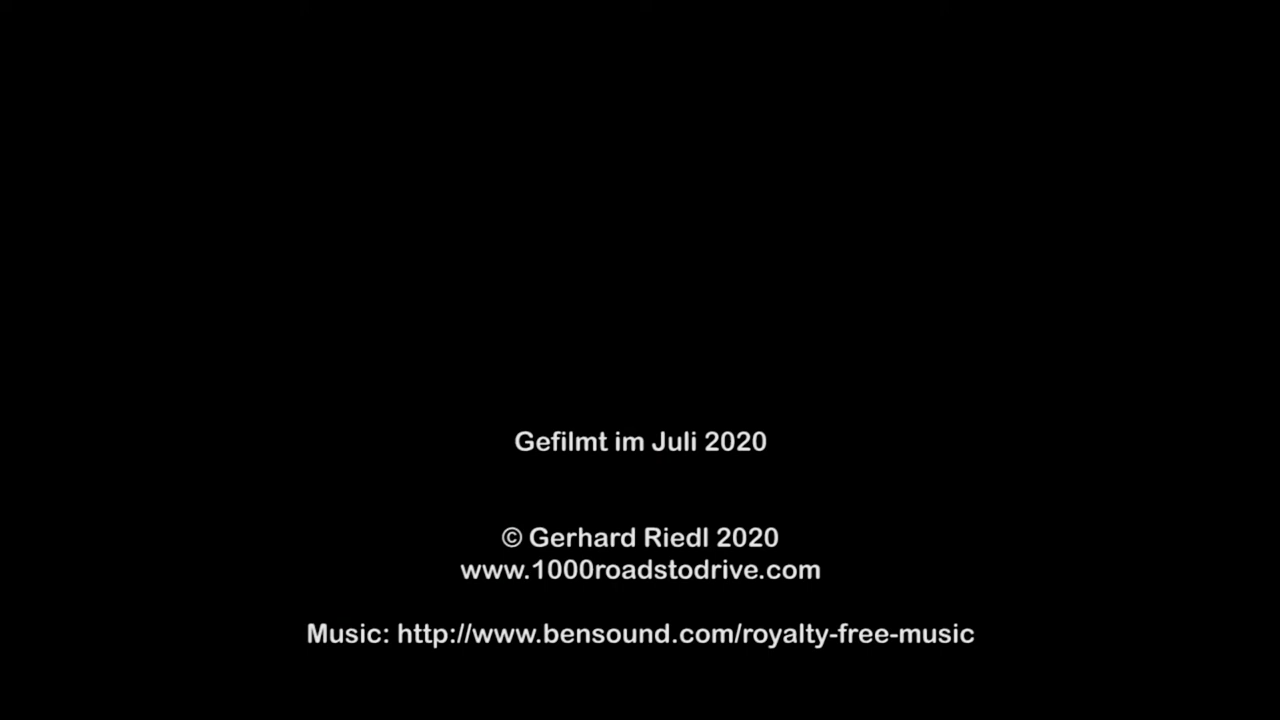 Gefilmt im Juli 2020
© Gerhard Riedl 2020
www.1000roadstodrive.com
Music: http://www.bensound.com/royalty-free-music